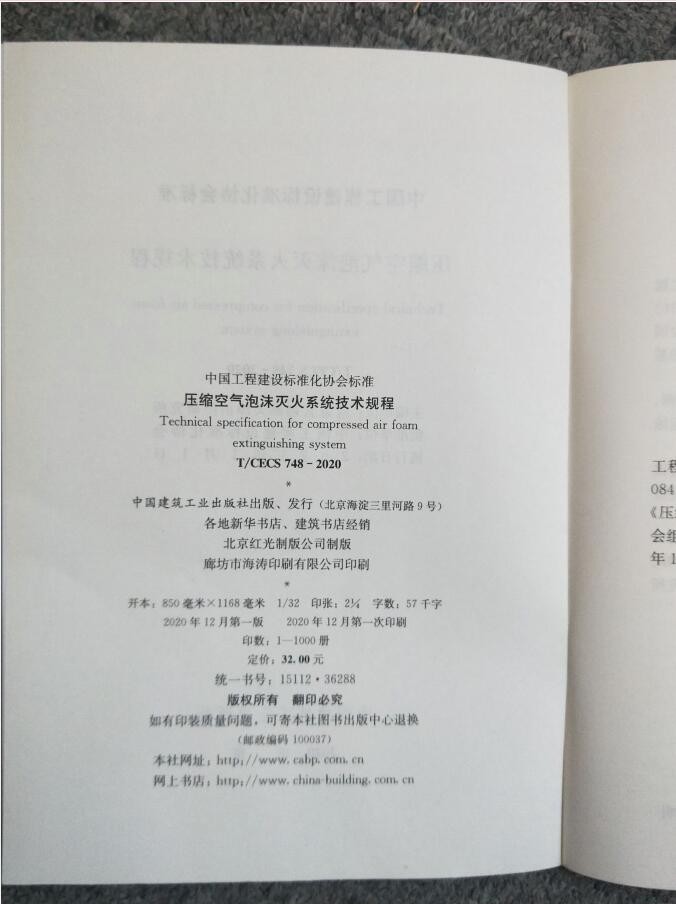 中国工程建设标准化协会标准
压缩空气泡沫灭火系统技术规程
Technical specification for compressed air foam
extinguishing system
T/CECS 748-2020
*
中国建筑工业出版社出版、发行(北京海淀三里河路9号)
各地新华书店、建筑书店经销
北京红光制版公司制版
廊坊市海涛印刷有限公司印刷
*
开本:850毫米×1168毫米 1/32 印张:2¼ 字数:57千字
2020年12月第一版 2020年12月第一次印刷
印数:1—1000册
定价:32.00元
统一书号:15112·36288
版权所有 翻印必究
如有印装质量问题,可寄本社图书出版中心退换
(邮政编码100037)
本社网址:http://www.cabp.com.cn
网上书店:http://www.china-building.com.cn
工程
084
《压
会组
年1